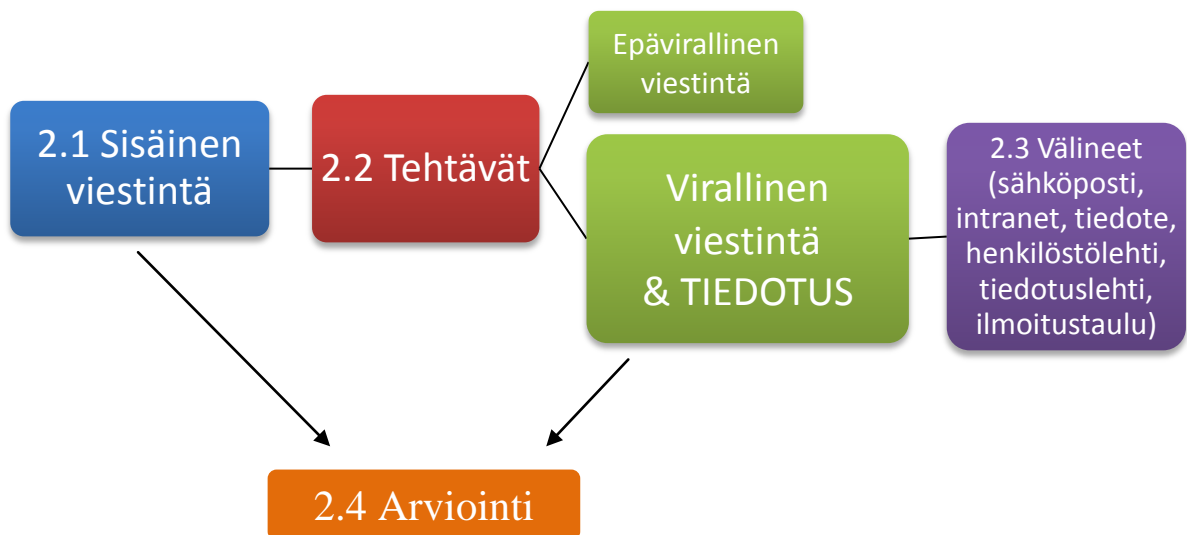 2.1 Sisäinen
viestintä
2.2 Tehtävät
Epävirallinen
viestintä
Virallinen
viestintä
& TIEDOTUS
2.3 Välineet
(sähköposti,
intranet, tiedote,
henkilöstölehti,
tiedotuslehti,
ilmoitustaulu)
2.4 Arviointi